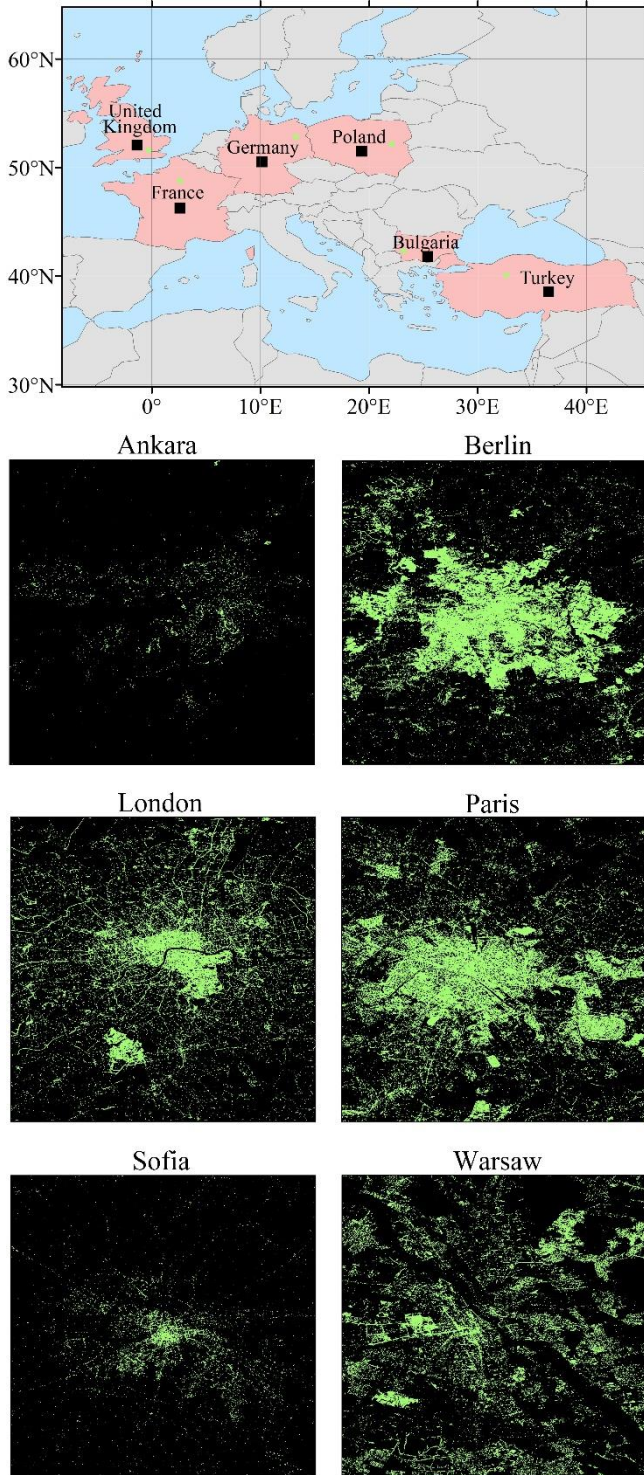 60°N
United
Kingdom
Germany
Poland
50°N
France
Bulgaria
40°N
Turkey
30°N
0°
10°E
20°E
30°E
40°E
Ankara
Berlin
London
Paris
Sofia
Warsaw